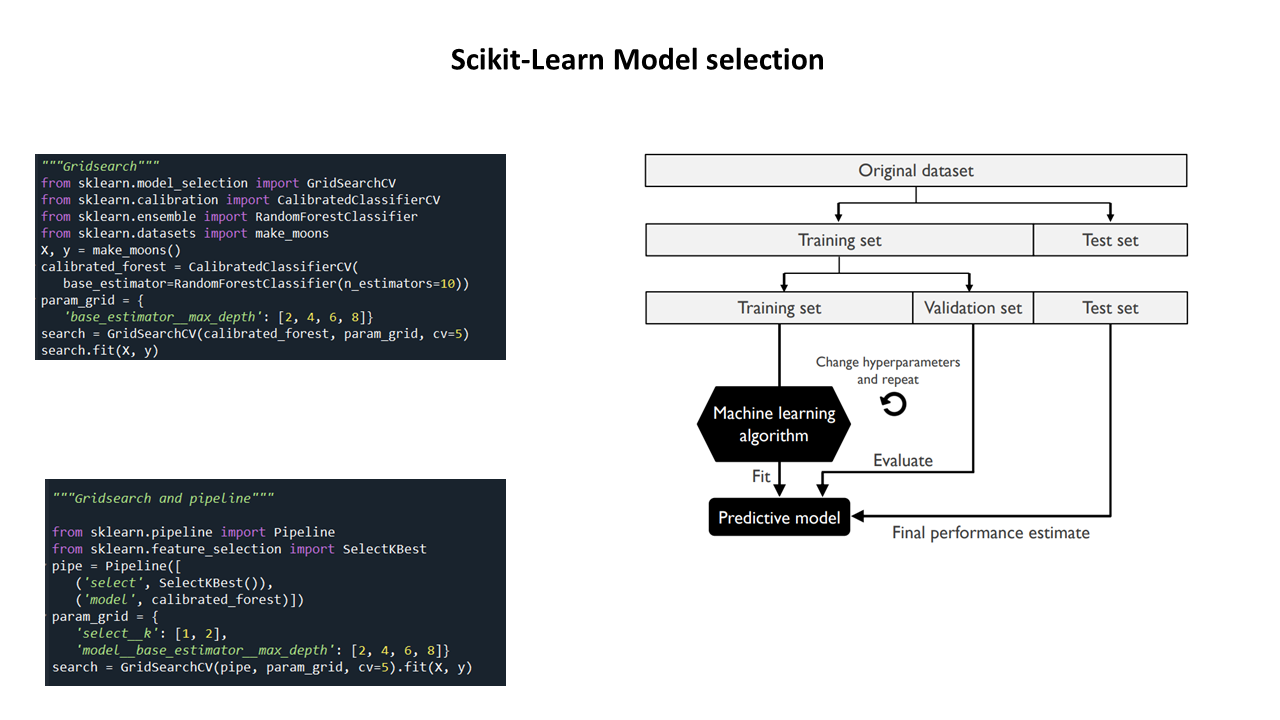 Scikit-Learn Model selection
"""Gridsearch"""
from sklearn.model_selection import GridSearchCV
from sklearn.calibration import CalibratedClassifierCV
from sklearn.ensemble import RandomForestClassifier
from sklearn.datasets import make_moons
X, y = make_moons()
calibrated_forest = CalibratedClassifierCV(
   base_estimator=RandomForestClassifier(n_estimators=10))
param_grid = {
   'base_estimator__max_depth': [2, 4, 6, 8]}
search = GridSearchCV(calibrated_forest, param_grid, cv=5)
search.fit(X, y)
"""Gridsearch and pipeline"""
from sklearn.pipeline import Pipeline
from sklearn.feature_selection import SelectKBest
pipe = Pipeline([
   ('select', SelectKBest()),
   ('model', calibrated_forest)])
param_grid = {
   'select__k': [1, 2],
   'model__base_estimator__max_depth': [2, 4, 6, 8]}
search = GridSearchCV(pipe, param_grid, cv=5).fit(X, y)
Original dataset
Training set
Test set
Training set
Validation set
Test set
Change hyperparameters
and repeat
Machine learning
algorithm
Evaluate
Fit
Predictive model
Final performance estimate